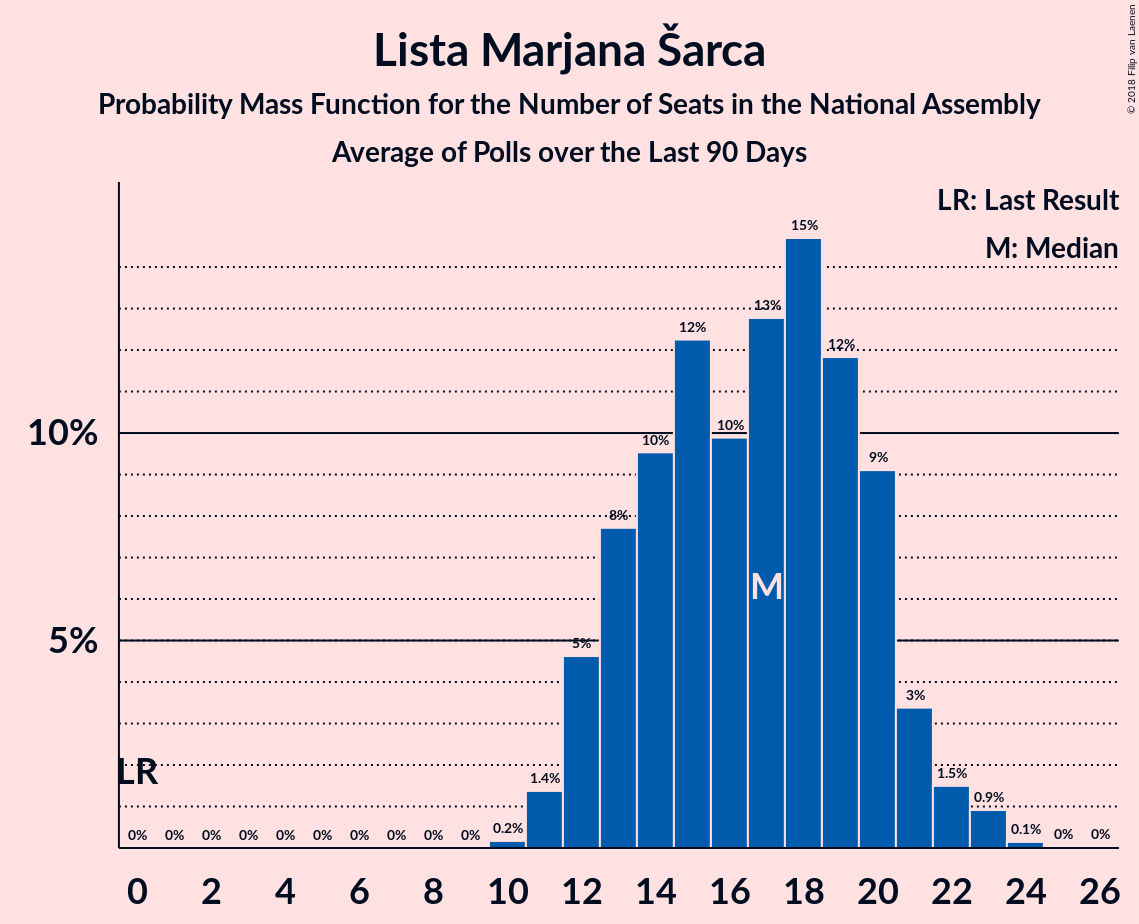 Lista Marjana Šarca
Probability Mass Function for the Number of Seats in the National Assembly
Average of Polls over the Last 90 Days
© 2018 Filip van Laenen
LR: Last Result
M: Median
15%
13%
12%
12%
10%
10%
10%
9%
8%
M
5%
5%
3%
LR
1.4%
1.5%
0.9%
0% 0% 0% 0% 0% 0% 0% 0% 0% 0% 0.2% 0.1% 0% 0%
0 2 4 6 8 10 12 14 16 18 20 22 24 26